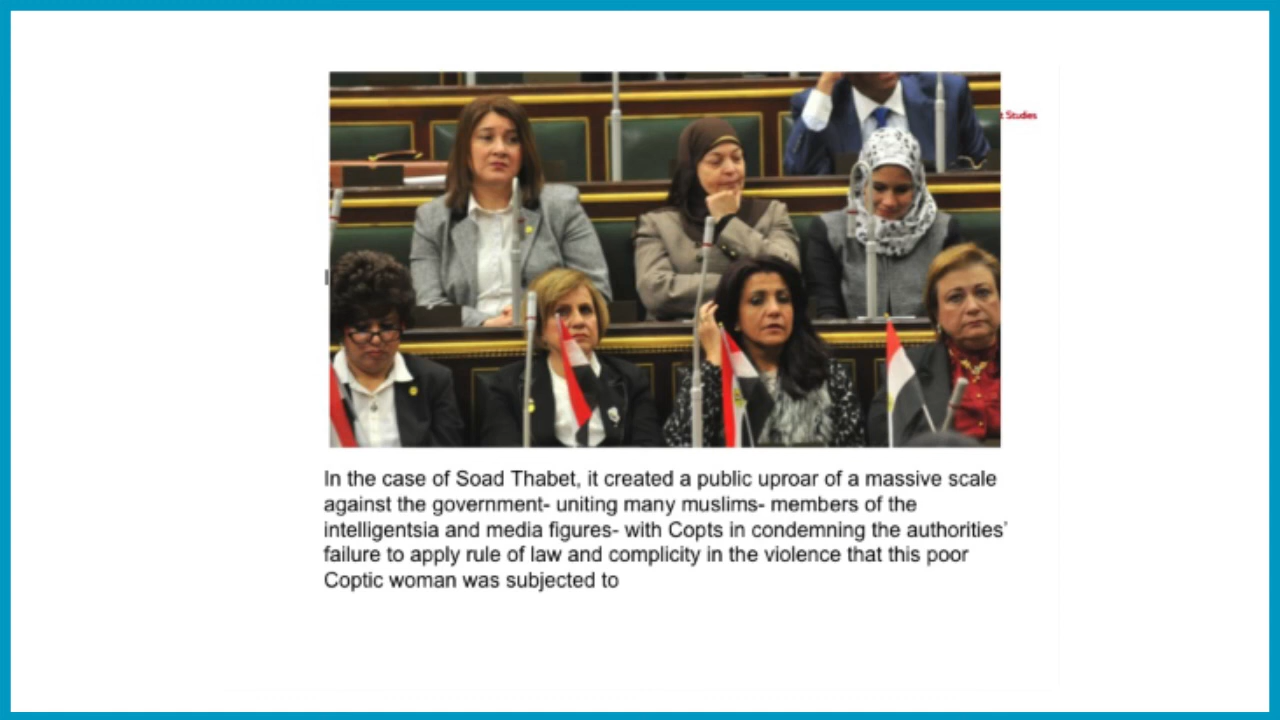 t Studies
In the case of Soad Thabet, it created a public uproar of a massive scale
against the government- uniting many muslims- members of the
intelligentsia and media figures- with Copts in condemning the authorities'
failure to apply rule of law and complicity in the violence that this poor
Coptic woman was subjected to